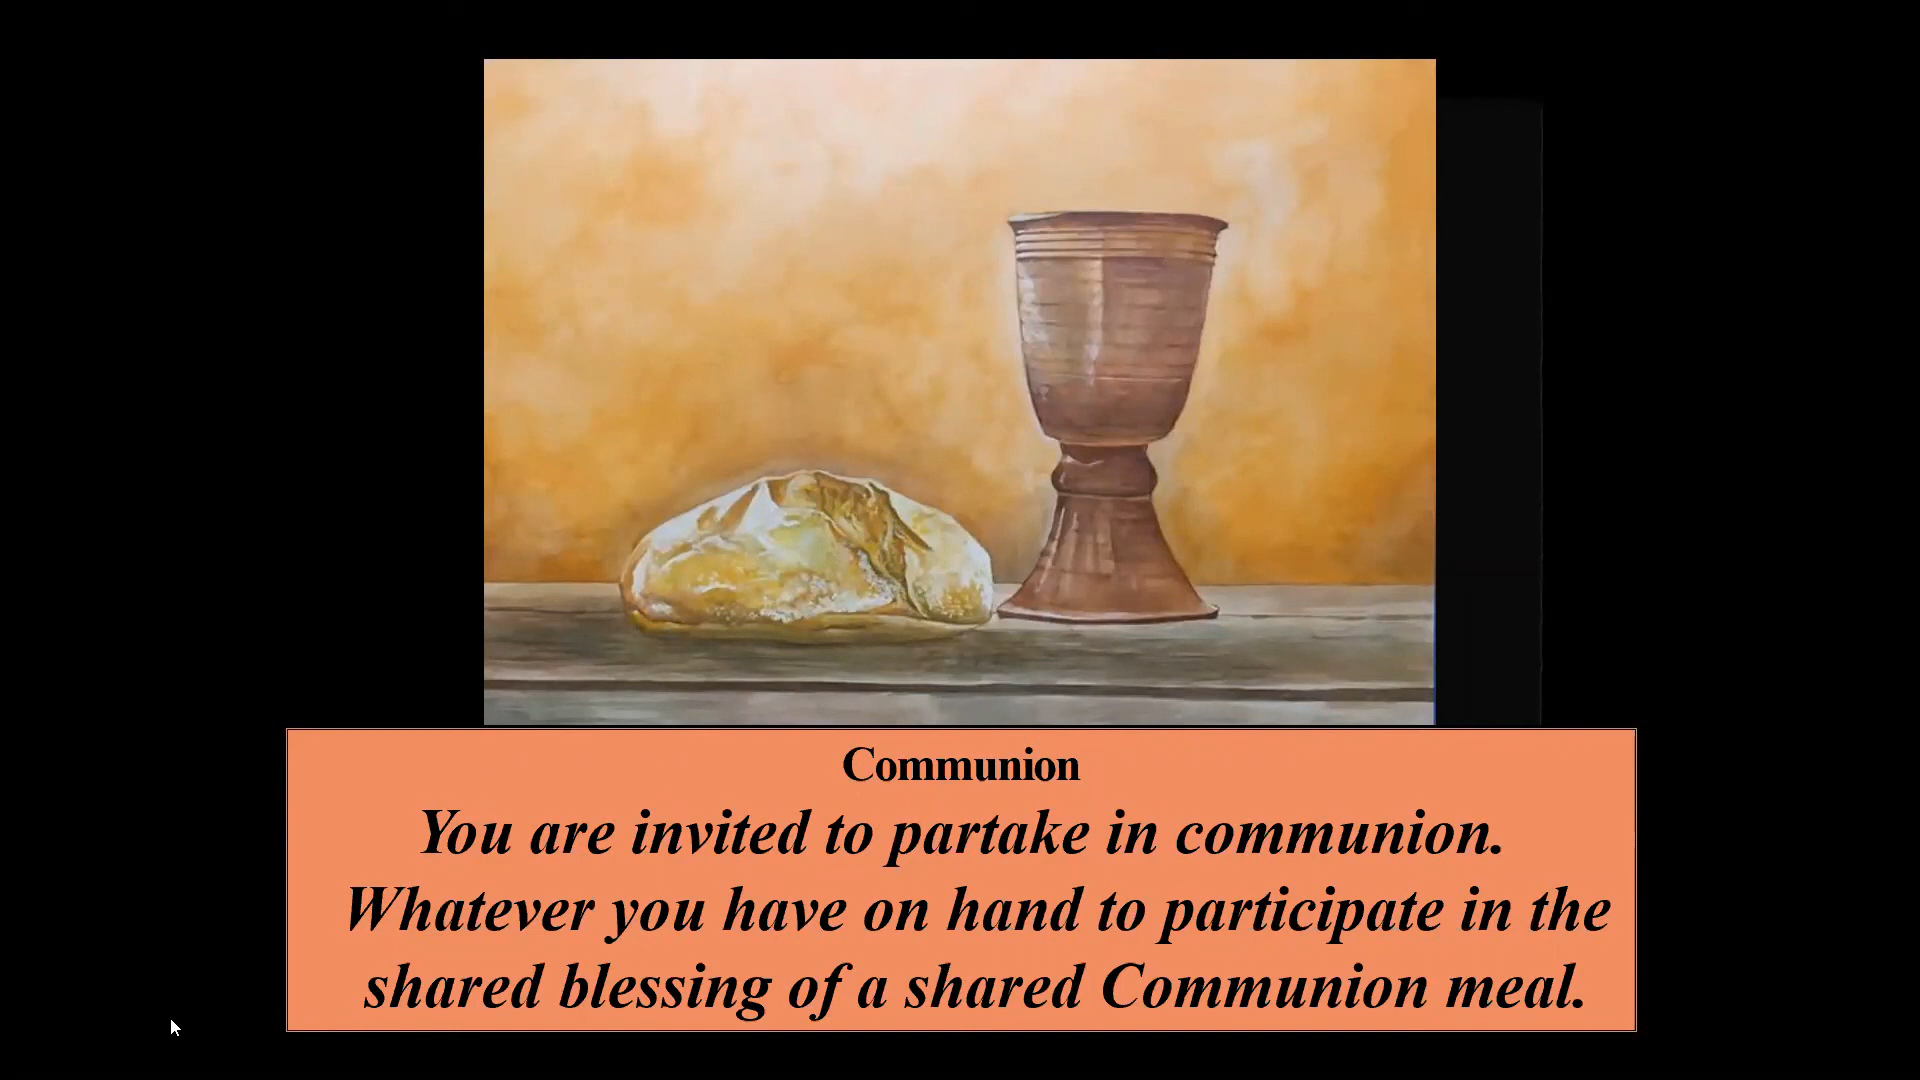 Communion
You are invited to partake in communion.
Whatever you have on hand to participate in the
shared blessing of a shared Communion meal.